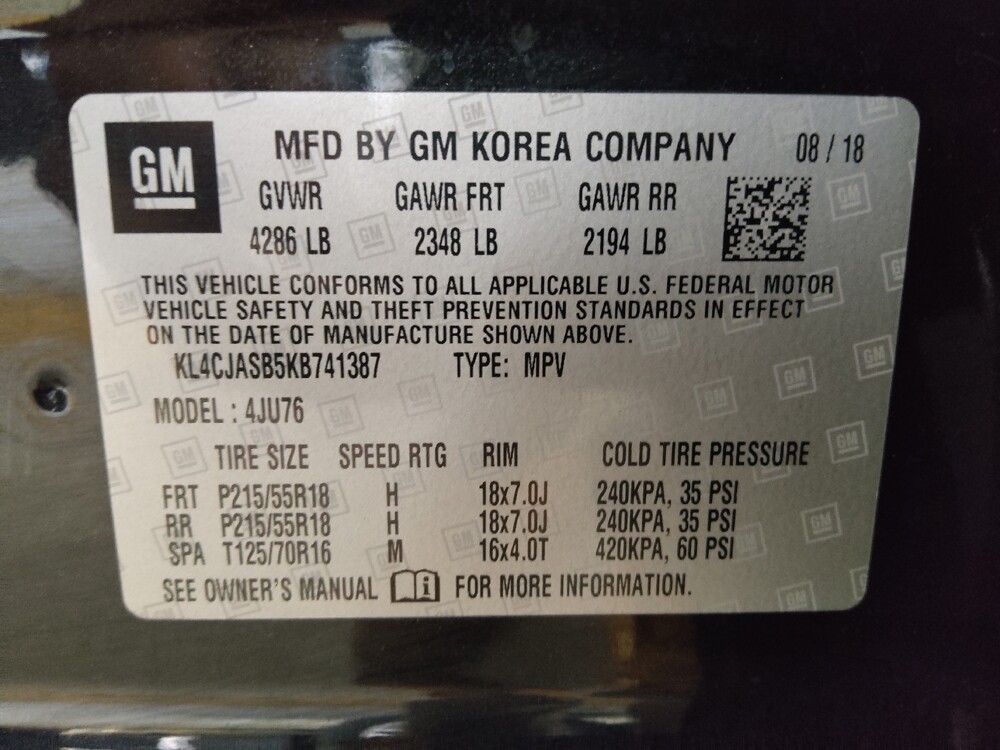 GM
MFD BY GM KOREA COMPANY 08 / 18
GVWR GAWR FRT GAWR RR
4286 LB 2348 LB 2194 LB
THIS VEHICLE CONFORMS TO ALL APPLICABLE U.S. FEDERAL MOTOR
VEHICLE SAFETY AND THEFT PREVENTION STANDARDS IN EFFECT
ON THE DATE OF MANUFACTURE SHOWN ABOVE.
KL4CJASB5KB741387 TYPE: MPV
MODEL : 4JU76
TIRE SIZE SPEED RTG RIM COLD TIRE PRESSURE
FRT P215/55R18 H 18x7.0J 240KPA, 35 PSI
RR P215/55R18 H 18x7.0J 240KPA, 35 PSI
SPA T125/70R16 M 16x4.0T 420KPA, 60 PSI
SEE OWNER'S MANUAL i FOR MORE INFORMATION.